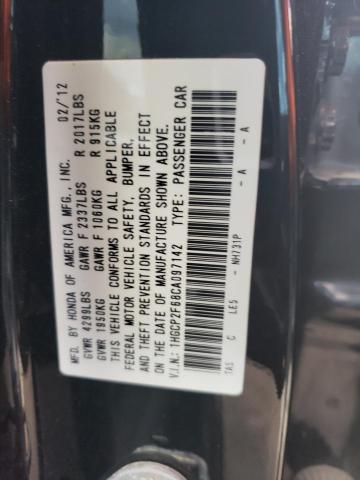 MFD. BY HONDA OF AMERICA MFG., INC. 02/'12
GVWR 4299LBS GAWR F 2337LBS R 2017LBS
GVWR 1950KG GAWR F 1060KG R 915KG
THIS VEHICLE CONFORMS TO ALL APPLICABLE
FEDERAL MOTOR VEHICLE SAFETY, BUMPER,
AND THEFT PREVENTION STANDARDS IN EFFECT
ON THE DATE OF MANUFACTURE SHOWN ABOVE.
V.I.N.: 1HGCP2F68CA097142 TYPE: PASSENGER CAR
TA5 C LE5 - NH731P - A - A